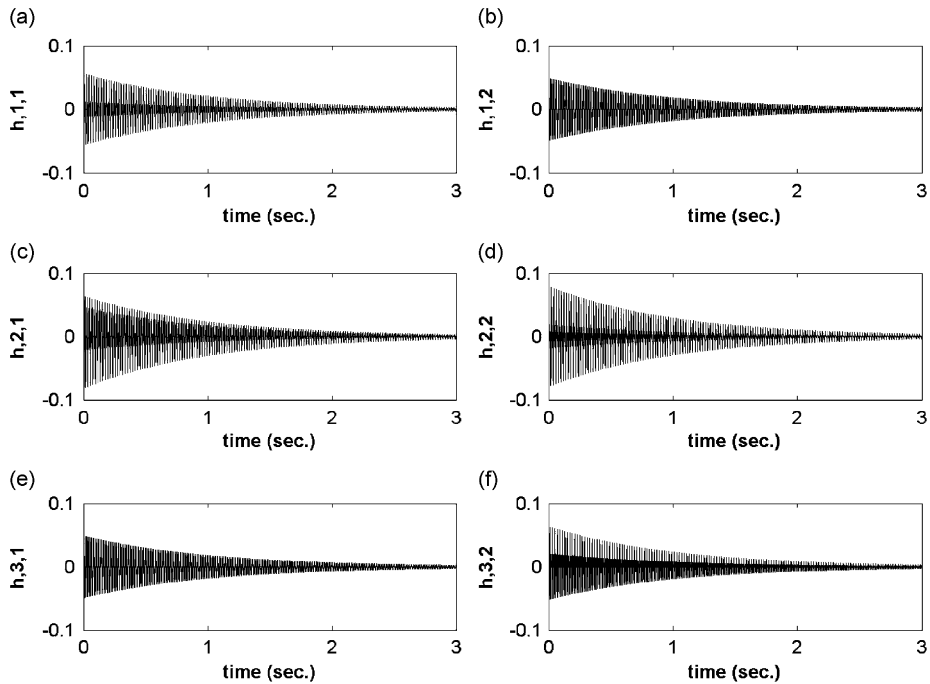 (a)
0.1
h,1,1
0
-0.1
0 1 2 3
time (sec.)
(b)
0.1
h,1,2
0
-0.1
0 1 2 3
time (sec.)
(c)
0.1
h,2,1
0
-0.1
0 1 2 3
time (sec.)
(d)
0.1
h,2,2
0
-0.1
0 1 2 3
time (sec.)
(e)
0.1
h,3,1
0
-0.1
0 1 2 3
time (sec.)
(f)
0.1
h,3,2
0
-0.1
0 1 2 3
time (sec.)